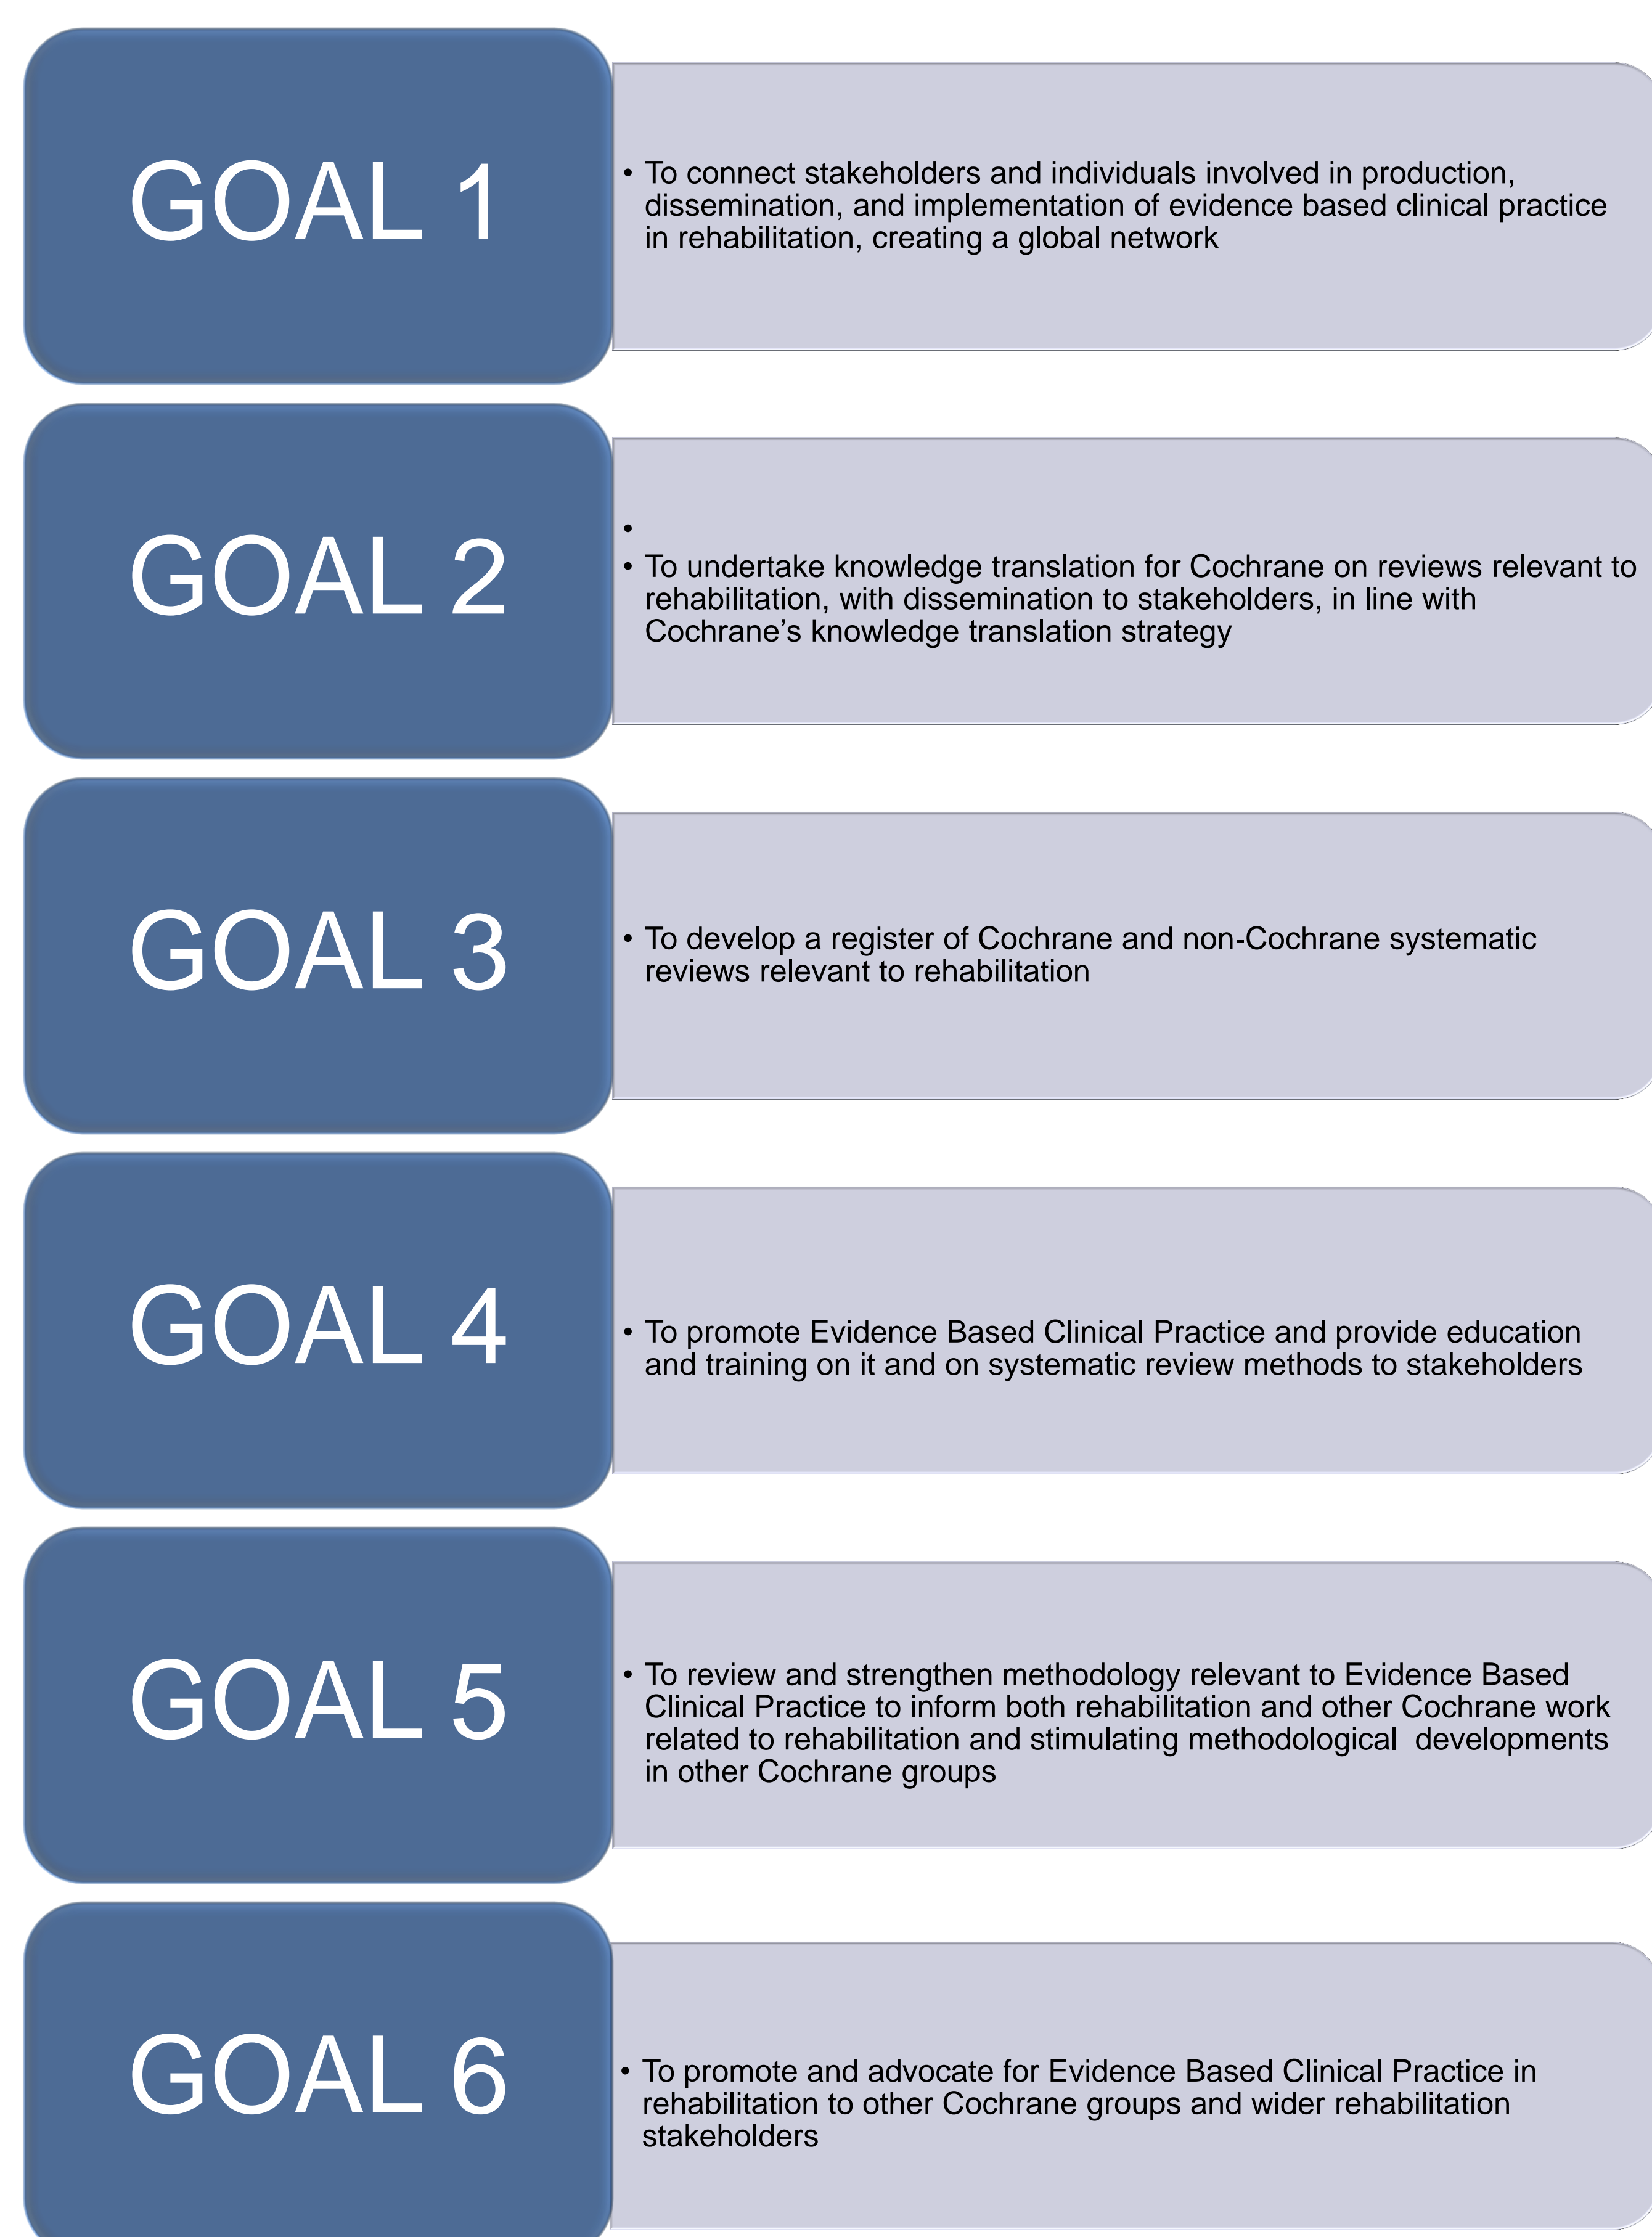 GOAL 1
• To connect stakeholders and individuals involved in production,
dissemination, and implementation of evidence based clinical practice
in rehabilitation, creating a global network
GOAL 2
•
• To undertake knowledge translation for Cochrane on reviews relevant to
rehabilitation, with dissemination to stakeholders, in line with
Cochrane’s knowledge translation strategy
GOAL 3
• To develop a register of Cochrane and non-Cochrane systematic
reviews relevant to rehabilitation
GOAL 4
• To promote Evidence Based Clinical Practice and provide education
and training on it and on systematic review methods to stakeholders
GOAL 5
• To review and strengthen methodology relevant to Evidence Based
Clinical Practice to inform both rehabilitation and other Cochrane work
related to rehabilitation and stimulating methodological  developments
in other Cochrane groups
GOAL 6
• To promote and advocate for Evidence Based Clinical Practice in
rehabilitation to other Cochrane groups and wider rehabilitation
stakeholders